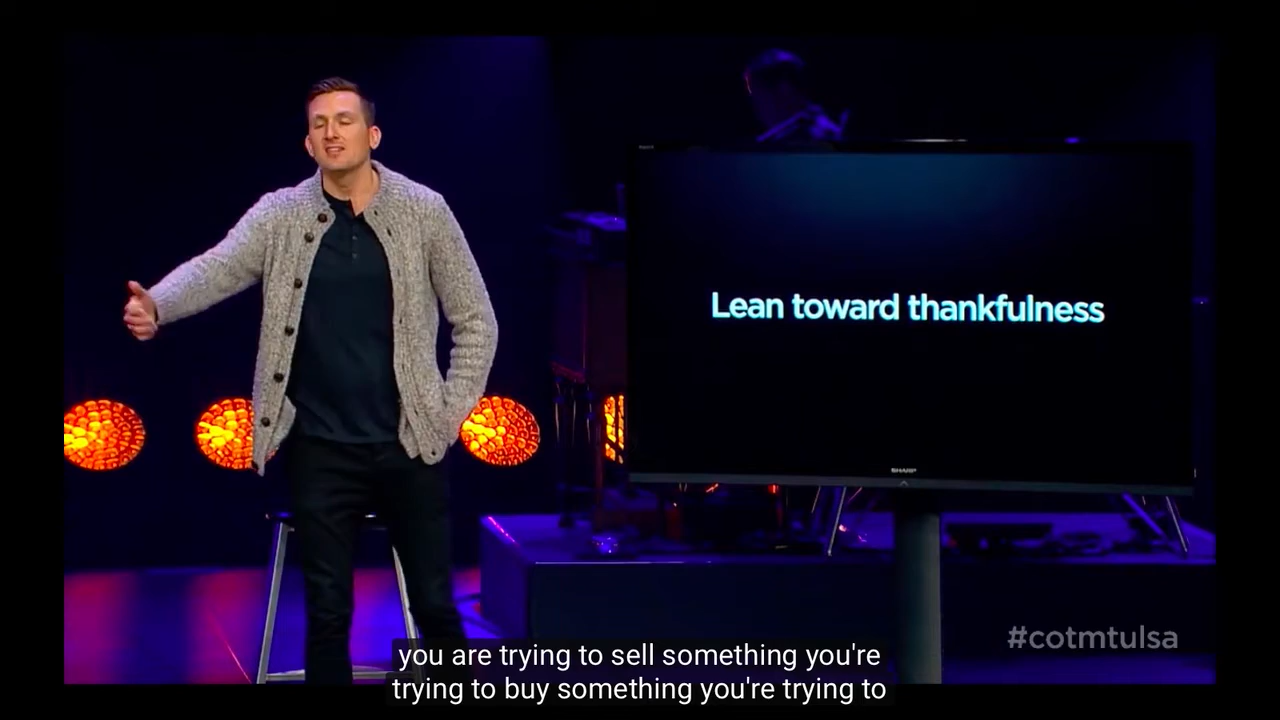 Lean toward thankfulness
SHARP
#cotmtulsa
you are trying to sell something you're
trying to buy something you're trying to